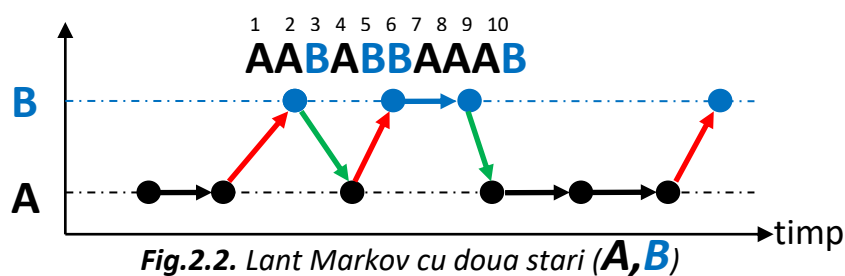 1 2 3 4 5 6 7 8 9 10
AABABBAAAB
B
A
timp
Fig.2.2. Lant Markov cu doua stari (A,B)